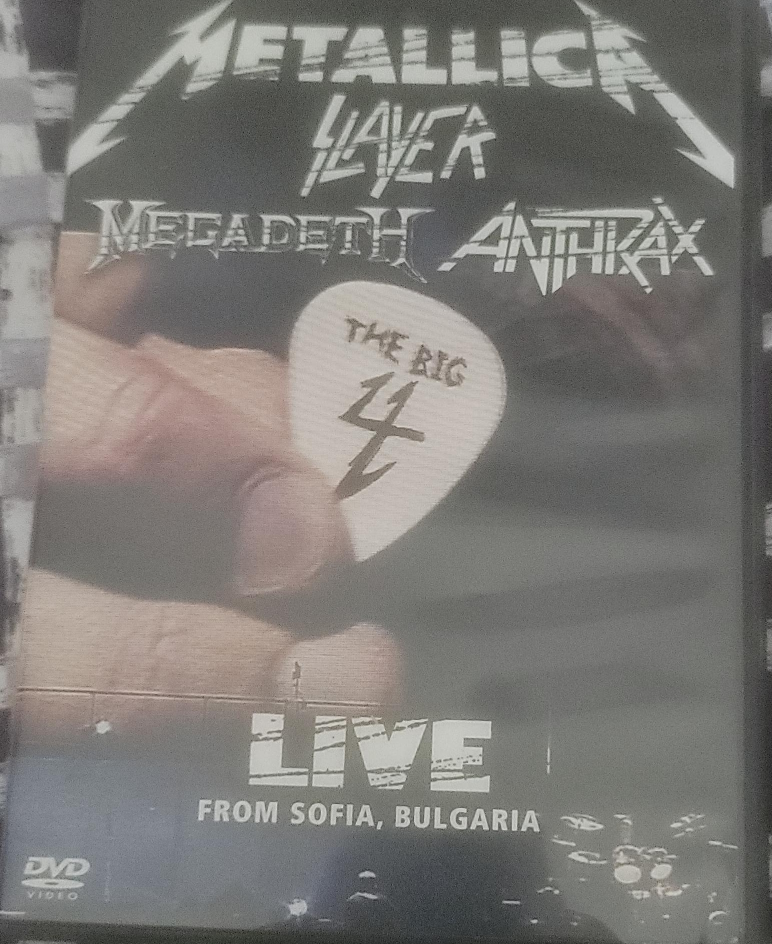 METALLICA
SLAYER
MEGADETH ANTHRAX
THE BIG
4
LIVE
FROM SOFIA, BULGARIA
DVD
VIDEO